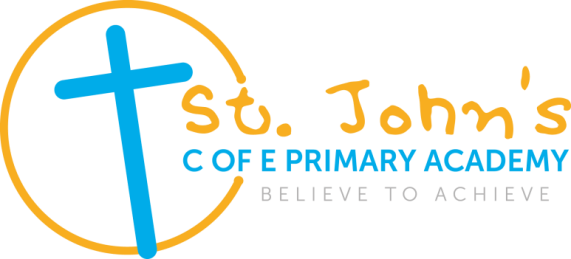 St. John's
C OF E PRIMARY ACADEMY
BELIEVE TO ACHIEVE